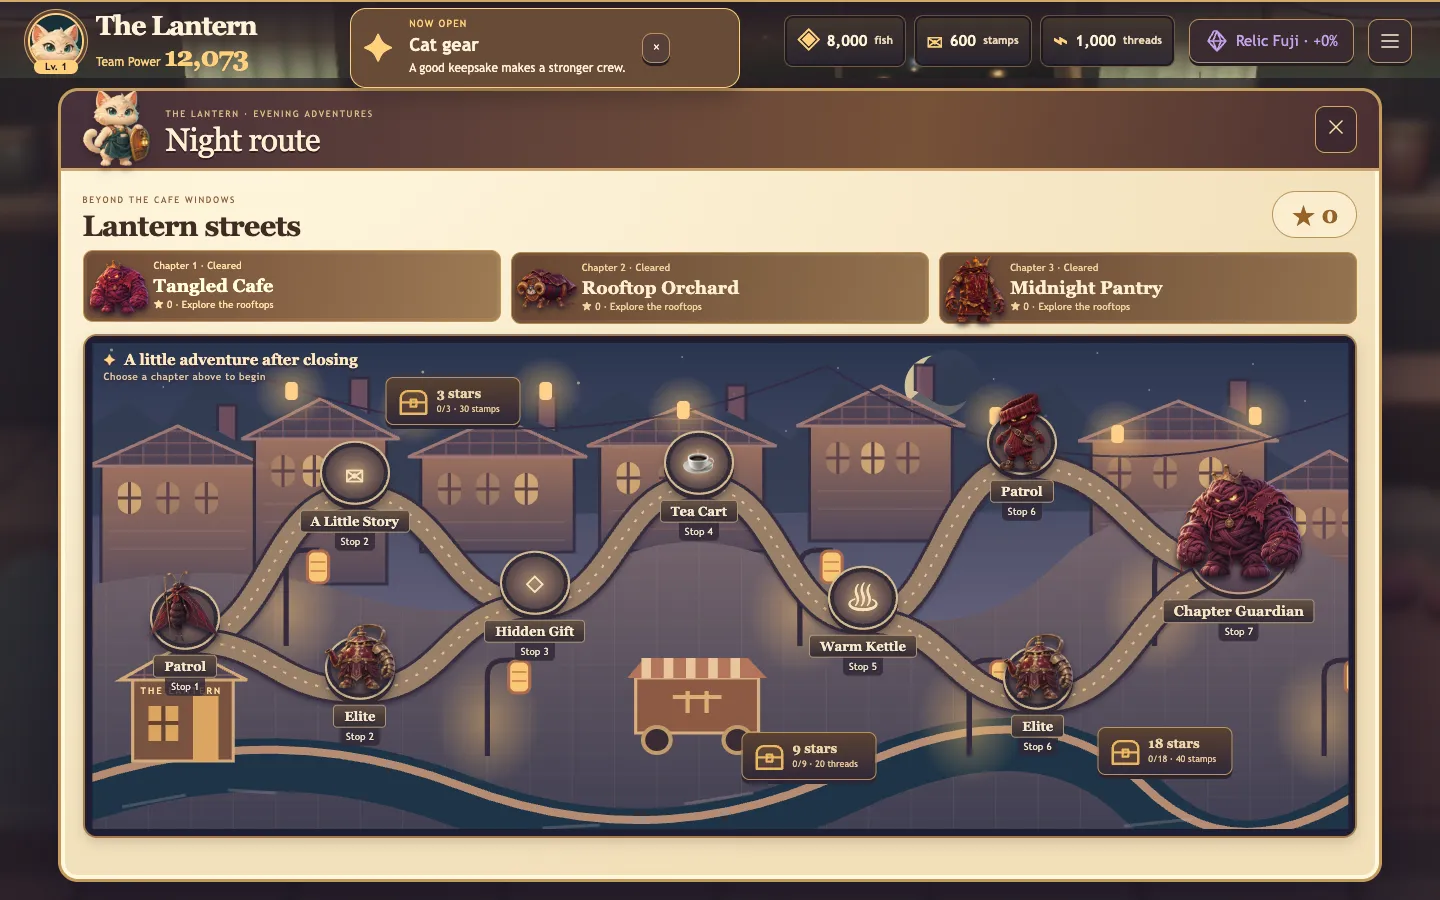 The Lantern
Lv. 1
Team Power 12,073
NOW OPEN
Cat gear
A good keepsake makes a stronger crew.
×
8,000 fish
600 stamps
1,000 threads
Relic Fuji · +0%
THE LANTERN · EVENING ADVENTURES
Night route
BEYOND THE CAFE WINDOWS
Lantern streets
★ 0
Chapter 1 · Cleared
Tangled Cafe
★ 0 · Explore the rooftops
Chapter 2 · Cleared
Rooftop Orchard
★ 0 · Explore the rooftops
Chapter 3 · Cleared
Midnight Pantry
★ 0 · Explore the rooftops
A little adventure after closing
Choose a chapter above to begin
3 stars
0/3 · 30 stamps
A Little Story
Stop 2
Tea Cart
Stop 4
Patrol
Stop 6
Hidden Gift
Stop 3
Chapter Guardian
Stop 7
Warm Kettle
Stop 5
Patrol
Stop 1
Elite
Stop 2
Elite
Stop 6
9 stars
0/9 · 20 threads
18 stars
0/18 · 40 stamps